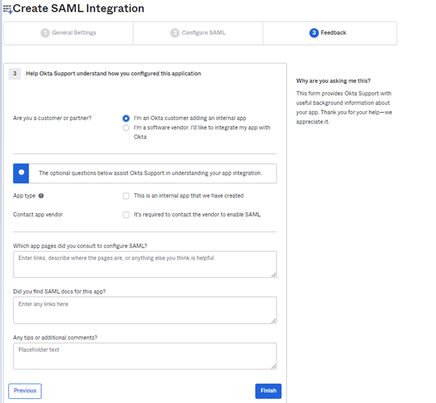 Create SAML Integration
1 General Settings
2 Configure SAML
3 Feedback
3 Help Okta Support understand how you configured this application
Are you a customer or partner?
I'm an Okta customer adding an internal app
I'm a software vendor. I'd like to integrate my app with
Okta
The optional questions below assist Okta Support in understanding your app integration.
App type
This is an internal app that we have created
Contact app vendor
It's required to contact the vendor to enable SAML
Which app pages did you consult to configure SAML?
Enter links, describe where the pages are, or anything else you think is helpful
Did you find SAML docs for this app?
Enter any links here
Any tips or additional comments?
Placeholder text
Previous
Finish
Why are you asking me this?
This form provides Okta Support with
useful background information about
your app. Thank you for your help—we
appreciate it.